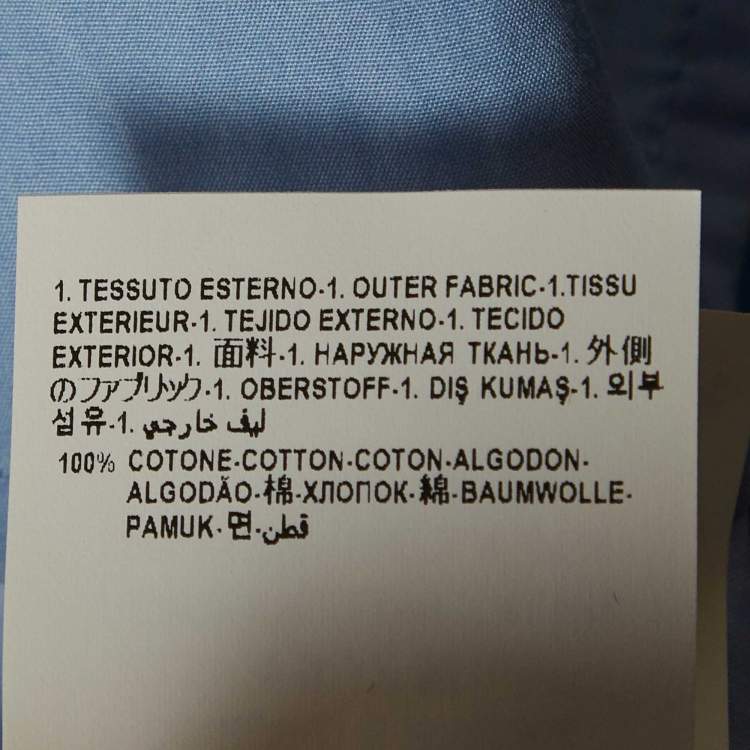 1. TESSUTO ESTERNO-1. OUTER FABRIC-1.TISSU
EXTERIEUR-1. TEJIDO EXTERNO-1. TECIDO
EXTERIOR-1. 面料-1. НАРУЖНАЯ ТКАНЬ-1. 外側
のファブリック-1. OBERSTOFF-1. DIŞ KUMAŞ-1. 외부
섬유-1. ليف خارجي
100% COTONE-COTTON-COTON-ALGODON-
ALGODÃO-棉-ХЛОПОК-綿-BAUMWOLLE-
PAMUK-면-قطن